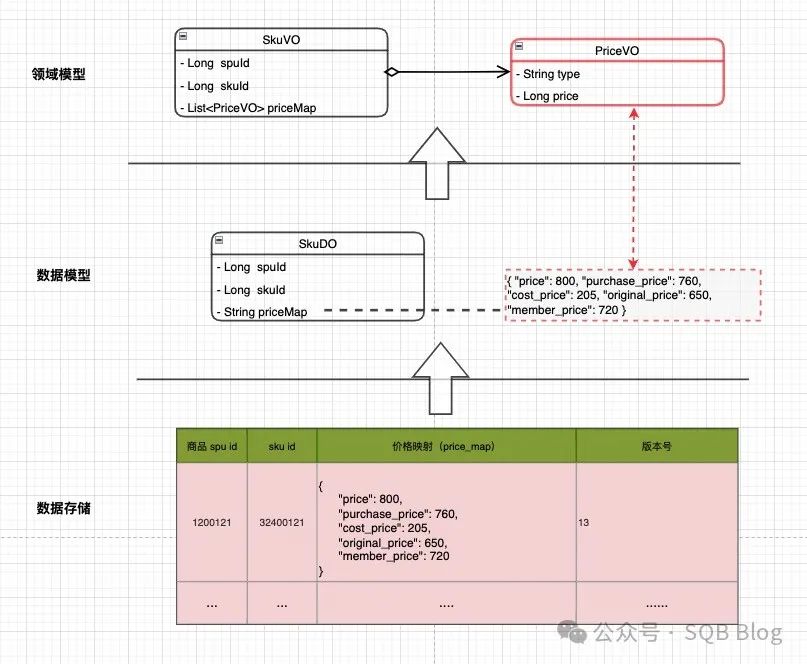 领域模型
SkuVO
- Long spuId
- Long skuId
- List<PriceVO> priceMap
PriceVO
- String type
- Long price
数据模型
SkuDO
- Long spuId
- Long skuId
- String priceMap
{ "price": 800, "purchase_price": 760,
"cost_price": 205, "original_price": 650,
"member_price": 720 }
数据存储
商品 spu id
sku id
价格映射（price_map）
版本号
1200121
32400121
{
"price": 800,
"purchase_price": 760,
"cost_price": 205,
"original_price": 650,
"member_price": 720
}
13
...
...
....
......
公众号 · SQB Blog